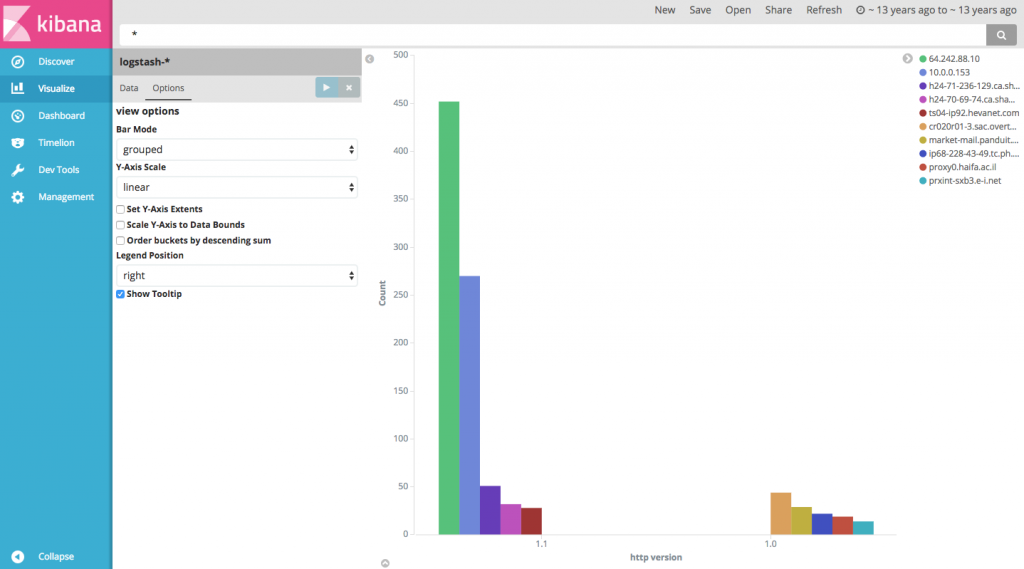 kibana
New Save Open Share Refresh ~ 13 years ago to ~ 13 years ago
*
Discover
Visualize
Dashboard
Timelion
Dev Tools
Management
Collapse
logstash-*
Data Options
view options
Bar Mode
grouped
Y-Axis Scale
linear
Set Y-Axis Extents
Scale Y-Axis to Data Bounds
Order buckets by descending sum
Legend Position
right
Show Tooltip
Count
500
450
400
350
300
250
200
150
100
50
0
1.1 1.0
http version
64.242.88.10
10.0.0.153
h24-71-236-129.ca.sh...
h24-70-69-74.ca.sha...
ts04-ip92.hevanet.com
cr020r01-3.sac.overt...
market-mail.panduit....
ip68-228-43-49.tc.ph....
proxy0.haifa.ac.il
prxint-sxb3.e-i.net